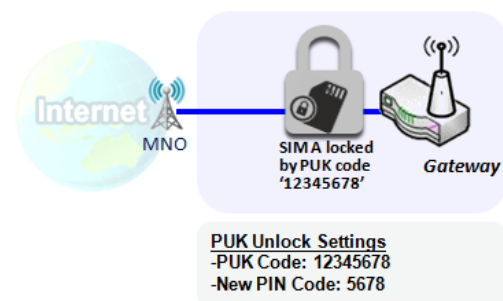 Internet
MNO
SIM A locked
by PUK code
‘12345678’
Gateway
PUK Unlock Settings
-PUK Code: 12345678
-New PIN Code: 5678